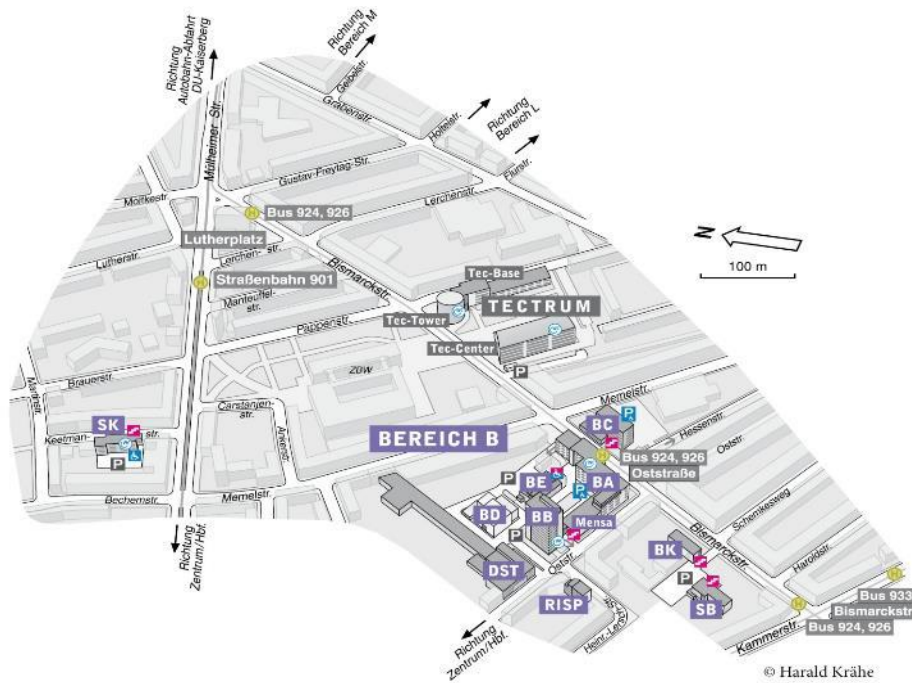 Richtung
Autobahn-Abfahrt
DU-Kaiserberg
Richtung
Bereich M
Geibelstr.
Mülheimer Str.
Grabenstr.
Holteistr.
Richtung
Bereich L
Flurstr.
Gustav-Freytag-Str.
Moltkestr.
Lerchenstr.
H
Bus 924, 926
Lutherplatz
Lutherstr.
Lerchen-
str.
Bismarckstr.
N
100 m
H
Straßenbahn 901
Manteuffel-
str.
Tec-Base
TECTRUM
Tec-Tower
Pappenstr.
Tec-Center
P
ZBW
Martinstr.
Brauerstr.
Carstanjen-
str.
Memelstr.
SK
Keetman-
str.
P
Ankerstr.
BEREICH B
BC
P
Hessenstr.
H
Bus 924, 926
Oststraße
Oststr.
Bechemstr.
Memelstr.
P
BE
BA
P
BD
BB
Mensa
Schemkesweg
P
Richtung
Zentrum/Hbf.
DST
Oststr.
BK
Bismarckstr.
Haroldstr.
P
RISP
SB
H
Bus 933
Bismarckstr
H
Bus 924, 926
Kammerstr.
Richtung
Zentrum/Hbf.
© Harald Krähe